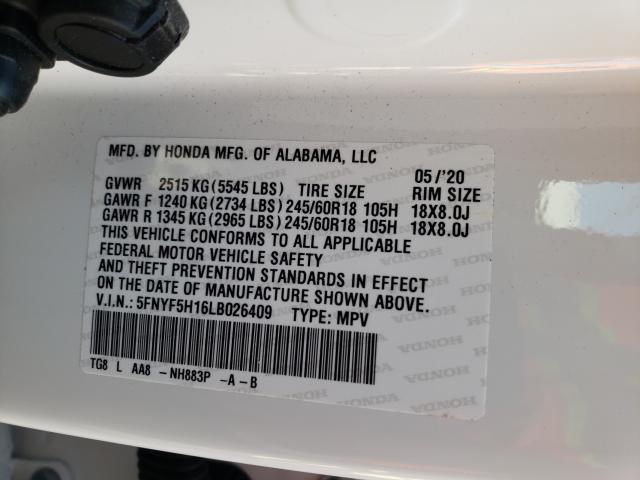 MFD. BY HONDA MFG. OF ALABAMA, LLC
05/'20
GVWR 2515 KG (5545 LBS) TIRE SIZE RIM SIZE
GAWR F 1240 KG (2734 LBS) 245/60R18 105H 18X8.0J
GAWR R 1345 KG (2965 LBS) 245/60R18 105H 18X8.0J
THIS VEHICLE CONFORMS TO ALL APPLICABLE
FEDERAL MOTOR VEHICLE SAFETY
AND THEFT PREVENTION STANDARDS IN EFFECT
ON THE DATE OF MANUFACTURE SHOWN ABOVE.
V.I.N.: 5FNYF5H16LB026409 TYPE: MPV
TG8 L AA8 -NH883P -A-B
HONDA HONDA HONDA